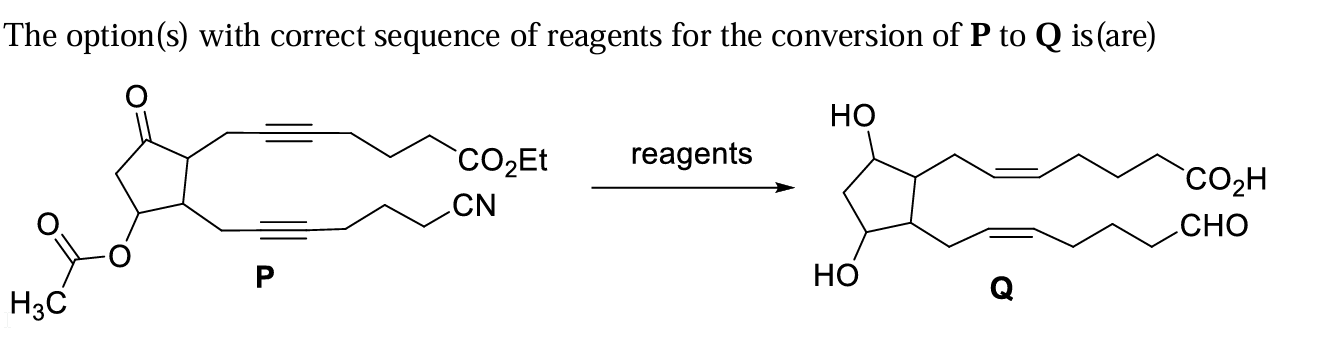 The option(s) with correct sequence of reagents for the conversion of P to Q is(are)
O
HO
CO₂Et
reagents
CO₂H
CN
CHO
O
O
HO
P
Q
H₃C